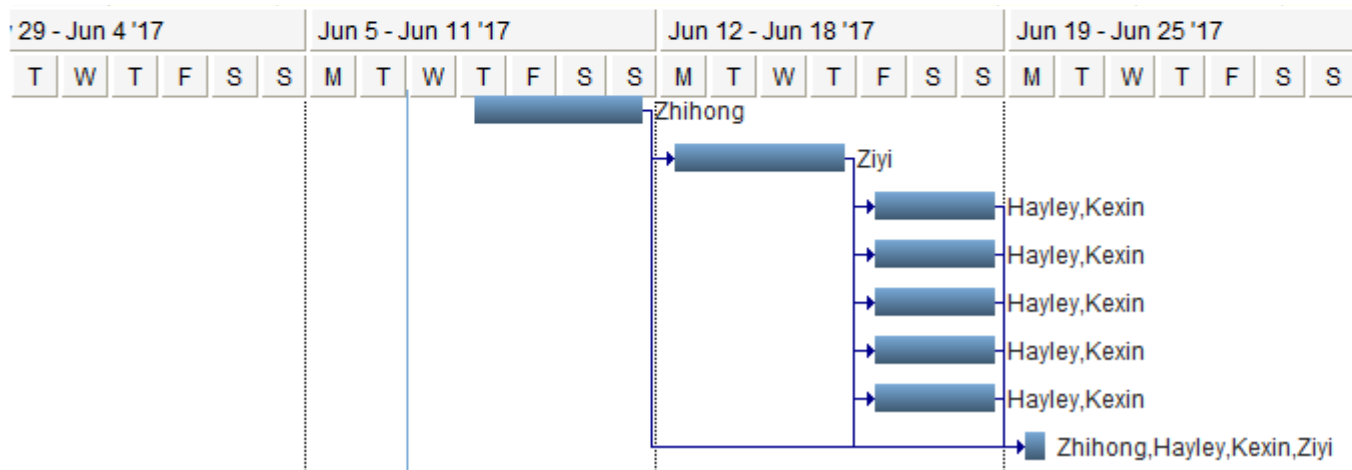 29 - Jun 4 '17 Jun 5 - Jun 11 '17 Jun 12 - Jun 18 '17 Jun 19 - Jun 25 '17
T W T F S S M T W T F S S M T W T F S S M T W T F S S
Zhihong
Ziyi
Hayley,Kexin
Hayley,Kexin
Hayley,Kexin
Hayley,Kexin
Hayley,Kexin
Zhihong,Hayley,Kexin,Ziyi